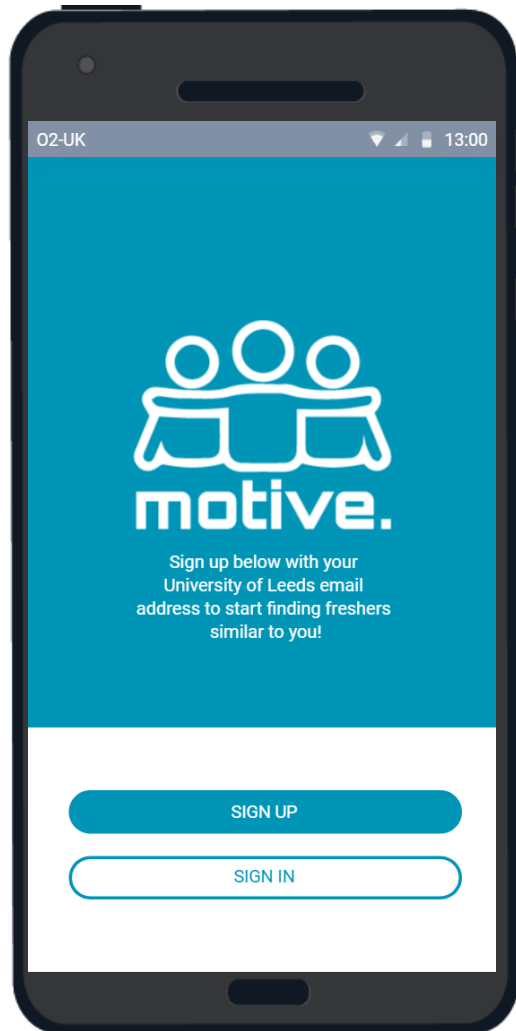 O2-UK 13:00
motive.
Sign up below with your
University of Leeds email
address to start finding freshers
similar to you!
SIGN UP
SIGN IN